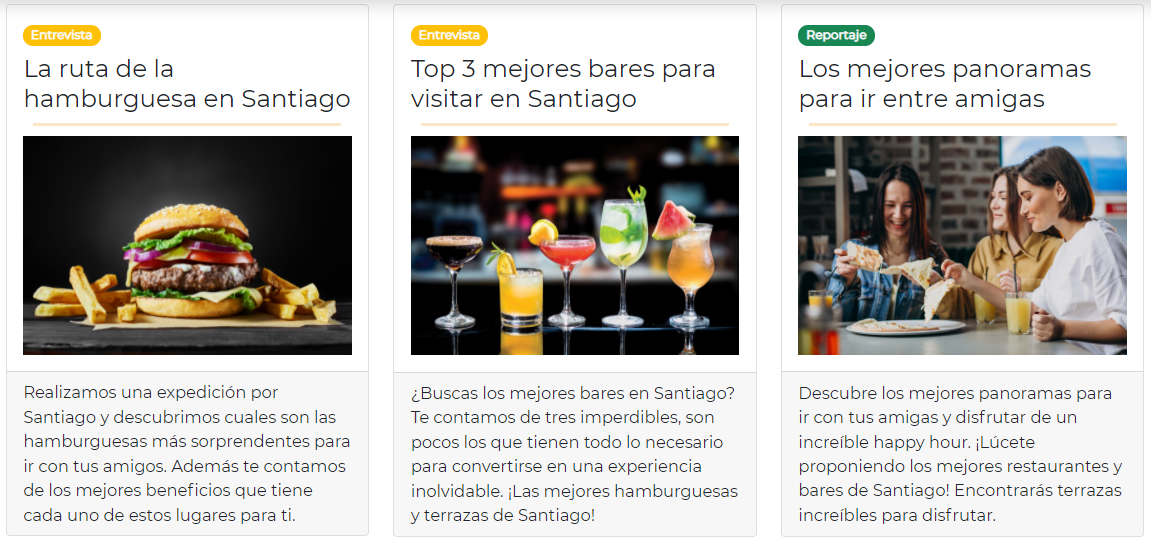 Entrevista
La ruta de la
hamburguesa en Santiago
Realizamos una expedición por
Santiago y descubrimos cuales son las
hamburguesas más sorprendentes para
ir con tus amigos. Además te contamos
de los mejores beneficios que tiene
cada uno de estos lugares para ti.
Entrevista
Top 3 mejores bares para
visitar en Santiago
¿Buscas los mejores bares en Santiago?
Te contamos de tres imperdibles, son
pocos los que tienen todo lo necesario
para convertirse en una experiencia
inolvidable. ¡Las mejores hamburguesas
y terrazas de Santiago!
Reportaje
Los mejores panoramas
para ir entre amigas
Descubre los mejores panoramas para
ir con tus amigas y disfrutar de un
increíble happy hour. ¡Lúcete
proponiendo los mejores restaurantes y
bares de Santiago! Encontrarás terrazas
increíbles para disfrutar.